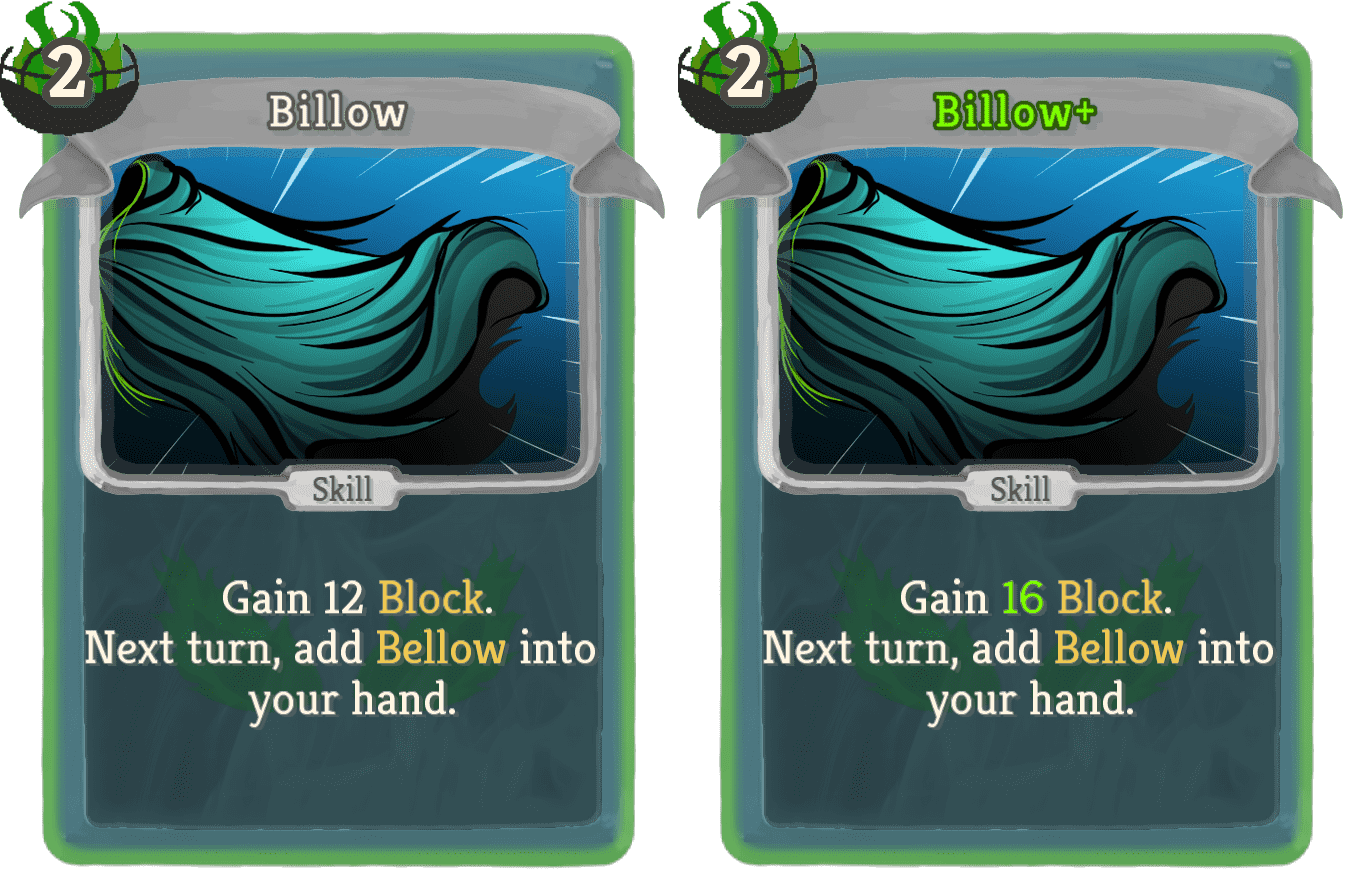 2
Billow
Skill
Gain 12 Block.
Next turn, add Bellow into
your hand.
2
Billow+
Skill
Gain 16 Block.
Next turn, add Bellow into
your hand.